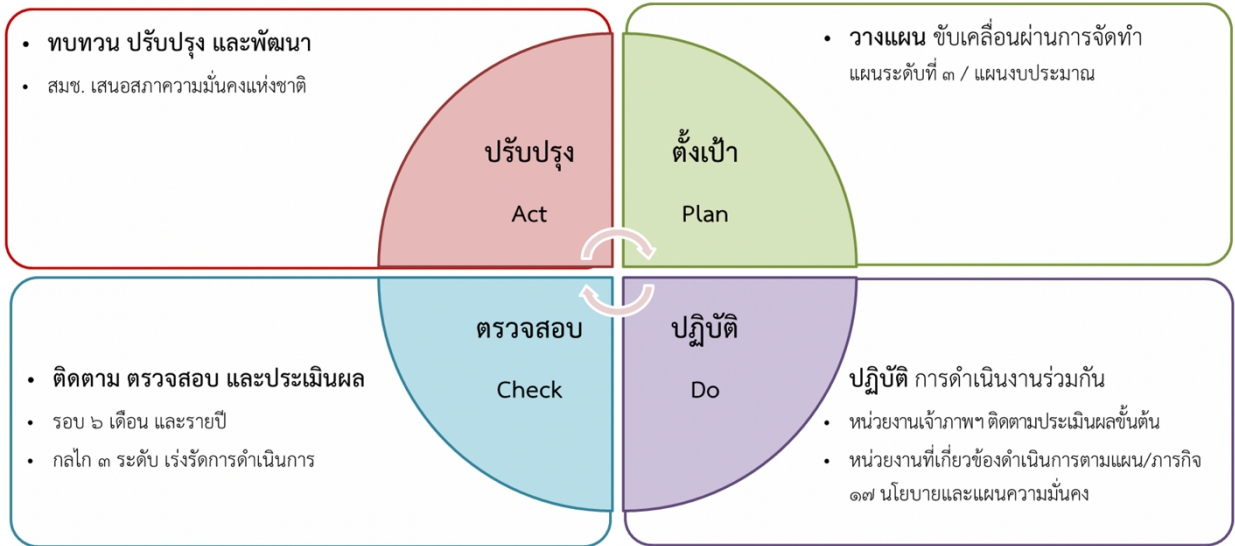 • ทบทวน ปรับปรุง และพัฒนา
• สมช. เสนอสภาความมั่นคงแห่งชาติ
ปรับปรุง
Act
• วางแผน ขับเคลื่อนผ่านการจัดทำ
แผนระดับที่ ๓ / แผนงบประมาณ
ตั้งเป้า
Plan
ตรวจสอบ
Check
• ติดตาม ตรวจสอบ และประเมินผล
• รอบ ๖ เดือน และรายปี
• กลไก ๓ ระดับ เร่งรัดการดำเนินการ
ปฏิบัติ
Do
ปฏิบัติ การดำเนินงานร่วมกัน
• หน่วยงานเจ้าภาพฯ ติดตามประเมินผลขั้นต้น
• หน่วยงานที่เกี่ยวข้องดำเนินการตามแผน/ภารกิจ
๑๗ นโยบายและแผนความมั่นคง